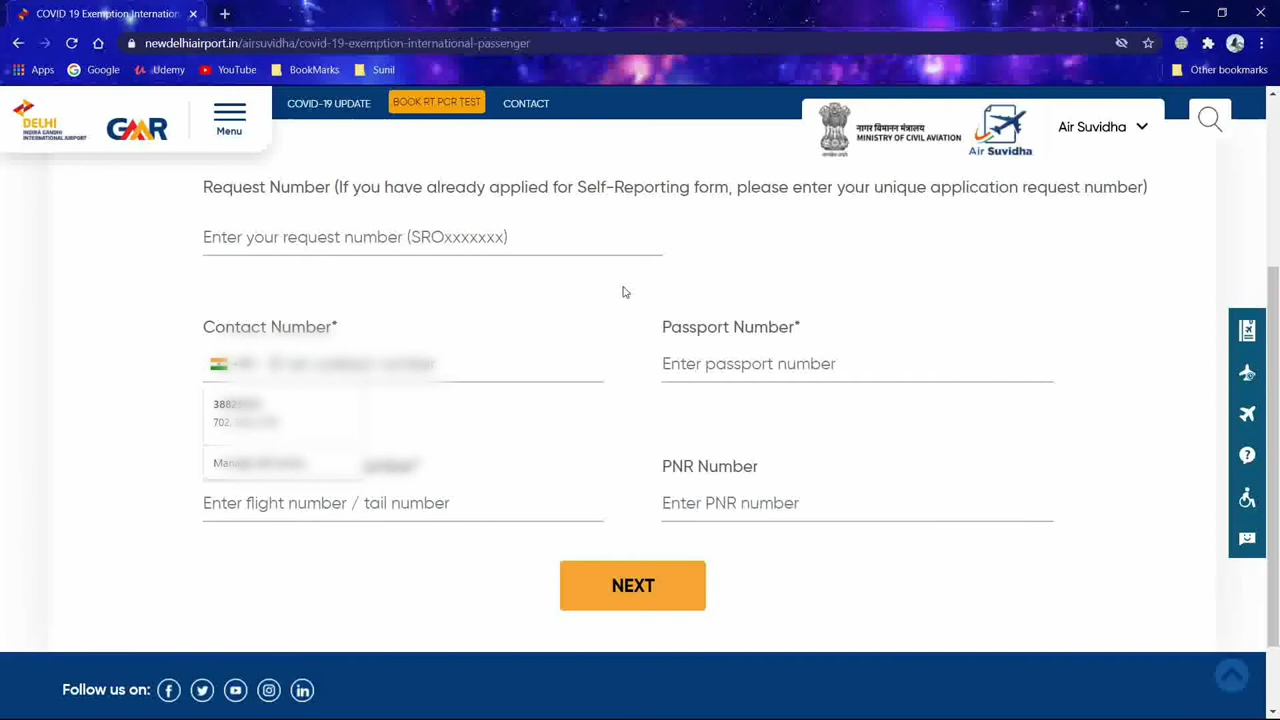 COVID 19 Exemption Internation
newdelhiairport.in/airsuvidha/covid-19-exemption-international-passenger
Apps Google Udemy YouTube BookMarks Sunil Other bookmarks
DELHI
INDIRA GANDHI
INTERNATIONAL AIRPORT
GMR
Menu
COVID-19 UPDATE BOOK RT PCR TEST CONTACT
नागर विमानन मंत्रालय
MINISTRY OF CIVIL AVIATION
Air Suvidha
Air Suvidha
Request Number (If you have already applied for Self-Reporting form, please enter your unique application request number)
Enter your request number (SROxxxxxxx)
Contact Number* Passport Number*
Enter passport number
PNR Number
Enter flight number / tail number Enter PNR number
NEXT
Follow us on: